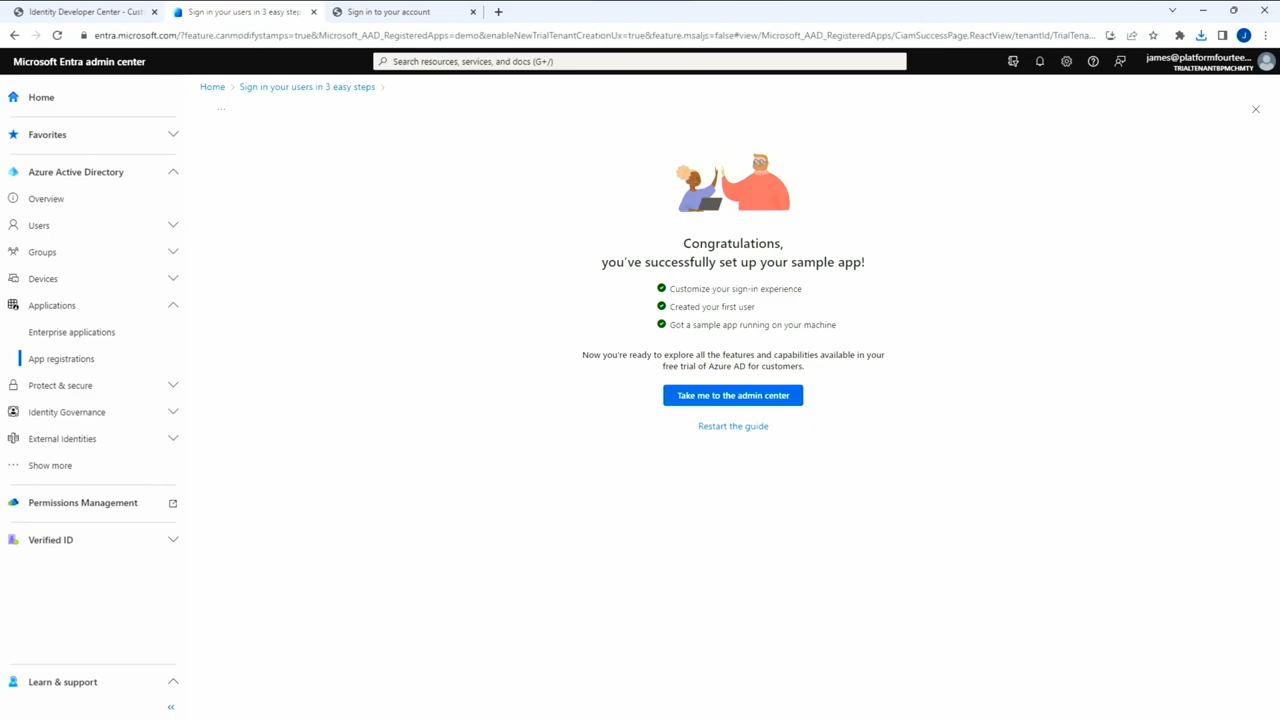 Identity Developer Center - Cust
Sign in your users in 3 easy step
Sign in to your account
entra.microsoft.com/?feature.canmodifystamps=true&Microsoft_AAD_RegisteredApps=demo&enableNewTrialTenantCreationUx=true&feature.msaljs=false#view/Microsoft_AAD_RegisteredApps/CiamSuccessPage.ReactView/tenantId/TrialTena...
J
Microsoft Entra admin center
Search resources, services, and docs (G+/)
james@platformfourtee...
TRIALTENANTBPMCHMTY
Home
Favorites
Azure Active Directory
Overview
Users
Groups
Devices
Applications
Enterprise applications
App registrations
Protect & secure
Identity Governance
External Identities
Show more
Permissions Management
Verified ID
Learn & support
Home > Sign in your users in 3 easy steps >
...
Congratulations,
you've successfully set up your sample app!
Customize your sign-in experience
Created your first user
Got a sample app running on your machine
Now you're ready to explore all the features and capabilities available in your
free trial of Azure AD for customers.
Take me to the admin center
Restart the guide